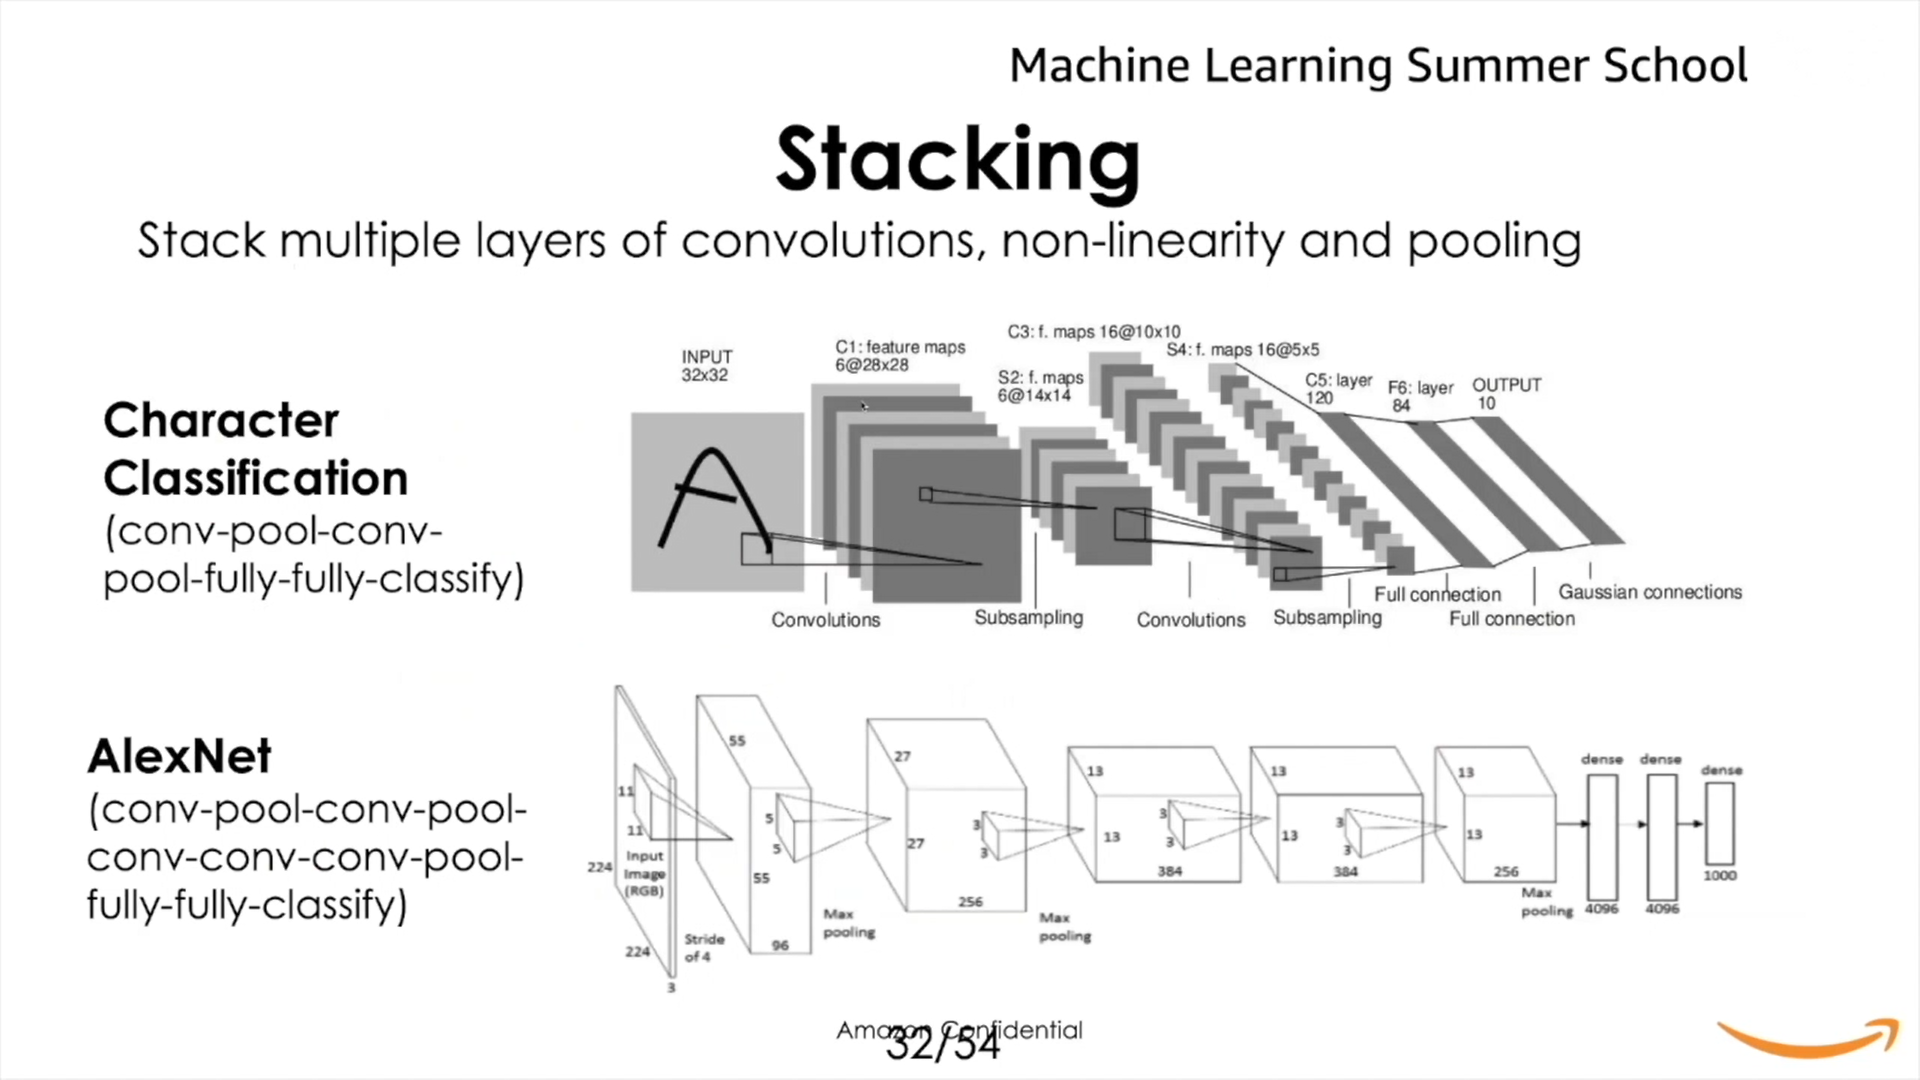 Machine Learning Summer School
Stacking
Stack multiple layers of convolutions, non-linearity and pooling
Character
Classification
(conv-pool-conv-
pool-fully-fully-classify)
INPUT
32x32
C1: feature maps
6@28x28
S2: f. maps
6@14x14
C3: f. maps 16@10x10
S4: f. maps 16@5x5
C5: layer
120
F6: layer
84
OUTPUT
10
A
Convolutions
Subsampling
Convolutions
Subsampling
Full connection
Full connection
Gaussian connections
AlexNet
(conv-pool-conv-pool-
conv-conv-conv-pool-
fully-fully-classify)
11
11
Input
Image
(RGB)
224
224
3
Stride
of 4
55
55
96
5
5
Max
pooling
27
27
256
3
3
Max
pooling
13
13
384
3
3
13
13
384
3
3
13
13
256
Max
pooling
dense
4096
dense
4096
dense
1000
Amazon Confidential
32/54